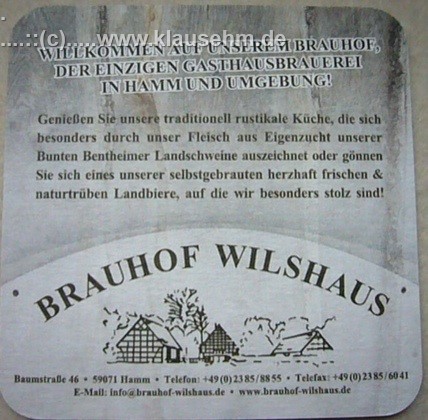 ....::(c).....www.klausehm.de
WILLKOMMEN AUF UNSEREM BRAUHOF,
DER EINZIGEN GASTHAUSBRAUEREI
IN HAMM UND UMGEBUNG!
Genießen Sie unsere traditionell rustikale Küche, die sich
besonders durch unser Fleisch aus Eigenzucht unserer
Bunten Bentheimer Landschweine auszeichnet oder gönnen
Sie sich eines unserer selbstgebrauten herzhaft frischen &
naturtrüben Landbiere, auf die wir besonders stolz sind!
BRAUHOF WILSHAUS
Baumstraße 46 • 59071 Hamm • Telefon: +49(0)2385/8855 • Telefax: +49(0)2385/6041
E-Mail: info@brauhof-wilshaus.de • www.brauhof-wilshaus.de